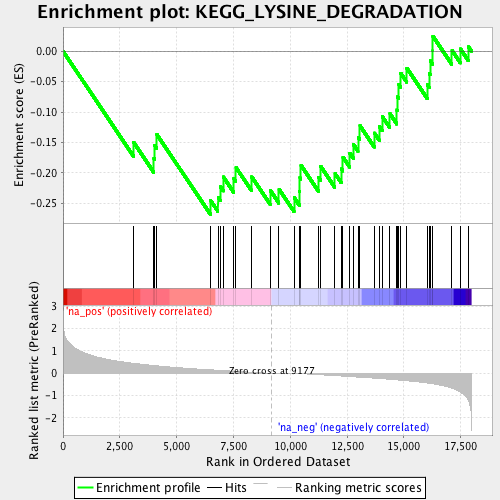 Enrichment plot: KEGG_LYSINE_DEGRADATION
Enrichment score (ES)
0.00
-0.05
-0.10
-0.15
-0.20
-0.25
'na_pos' (positively correlated)
Ranked list metric (PreRanked)
3
2
1
0
-1
-2
Zero cross at 9177
'na_neg' (negatively correlated)
0 2,500 5,000 7,500 10,000 12,500 15,000 17,500
Rank in Ordered Dataset
Enrichment profile Hits Ranking metric scores